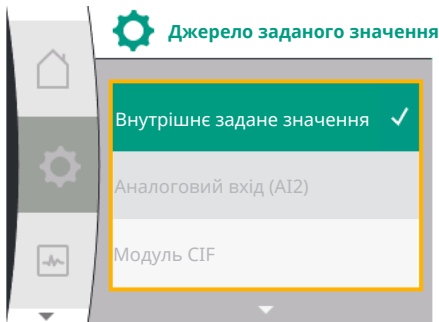 Джерело заданого значення
Внутрішнє задане значення
Аналоговий вхід (AI2)
Модуль CIF